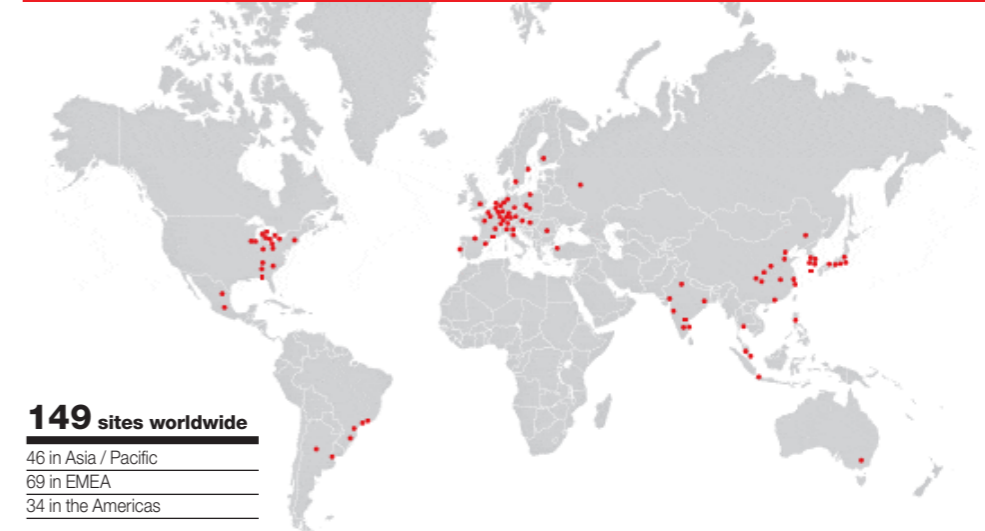 149 sites worldwide
46 in Asia / Pacific
69 in EMEA
34 in the Americas